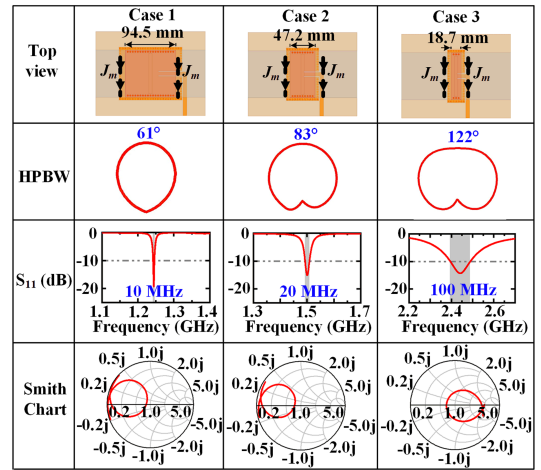 Case 1 Case 2 Case 3
94.5 mm 47.2 mm 18.7 mm
Top
view
Jm Jm Jm Jm Jm Jm
61° 83° 122°
HPBW
S11 (dB)
0 0 0
-10 -10 -10
-20 10 MHz -20 20 MHz -20 100 MHz
1.1 1.2 1.3 1.4 1.3 1.5 1.7 2.2 2.4 2.6
Frequency (GHz) Frequency (GHz) Frequency (GHz)
Smith
Chart
0.5j 1.0j 2.0j 0.5j 1.0j 2.0j 0.5j 1.0j 2.0j
0.2j 5.0j 0.2j 5.0j 0.2j 5.0j
0.2 1.0 5.0 0.2 1.0 5.0 0.2 1.0 5.0
-0.2j -5.0j -0.2j -5.0j -0.2j -5.0j
-0.5j -1.0j -2.0j -0.5j -1.0j -2.0j -0.5j -1.0j -2.0j